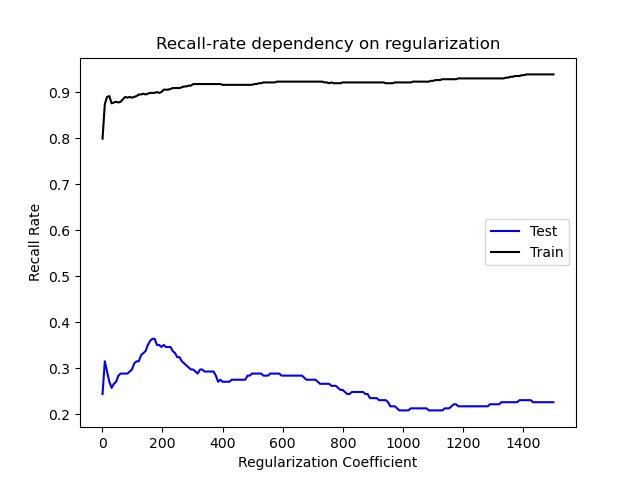 Recall-rate dependency on regularization
Recall Rate
0.9
0.8
0.7
0.6
0.5
0.4
0.3
0.2
Test
Train
0 200 400 600 800 1000 1200 1400
Regularization Coefficient